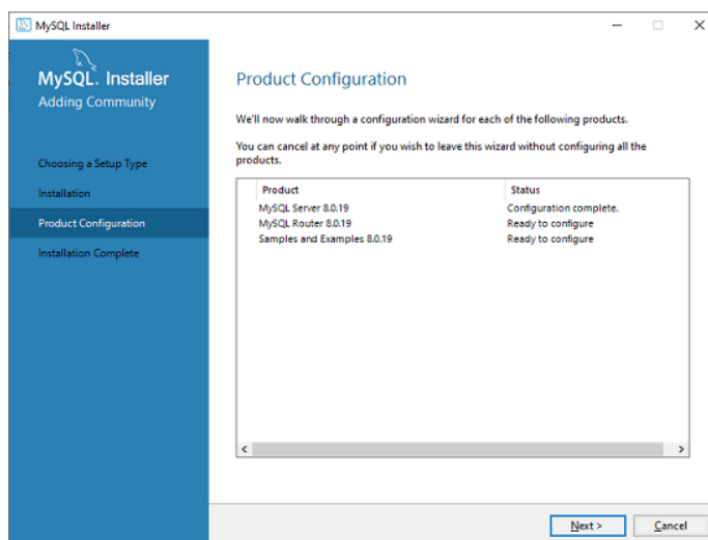 MySQL Installer
MySQL. Installer
Adding Community
Choosing a Setup Type
Installation
Product Configuration
Installation Complete
Product Configuration
We'll now walk through a configuration wizard for each of the following products.
You can cancel at any point if you wish to leave this wizard without configuring all the
products.
Product Status
MySQL Server 8.0.19 Configuration complete.
MySQL Router 8.0.19 Ready to configure
Samples and Examples 8.0.19 Ready to configure
Next > Cancel